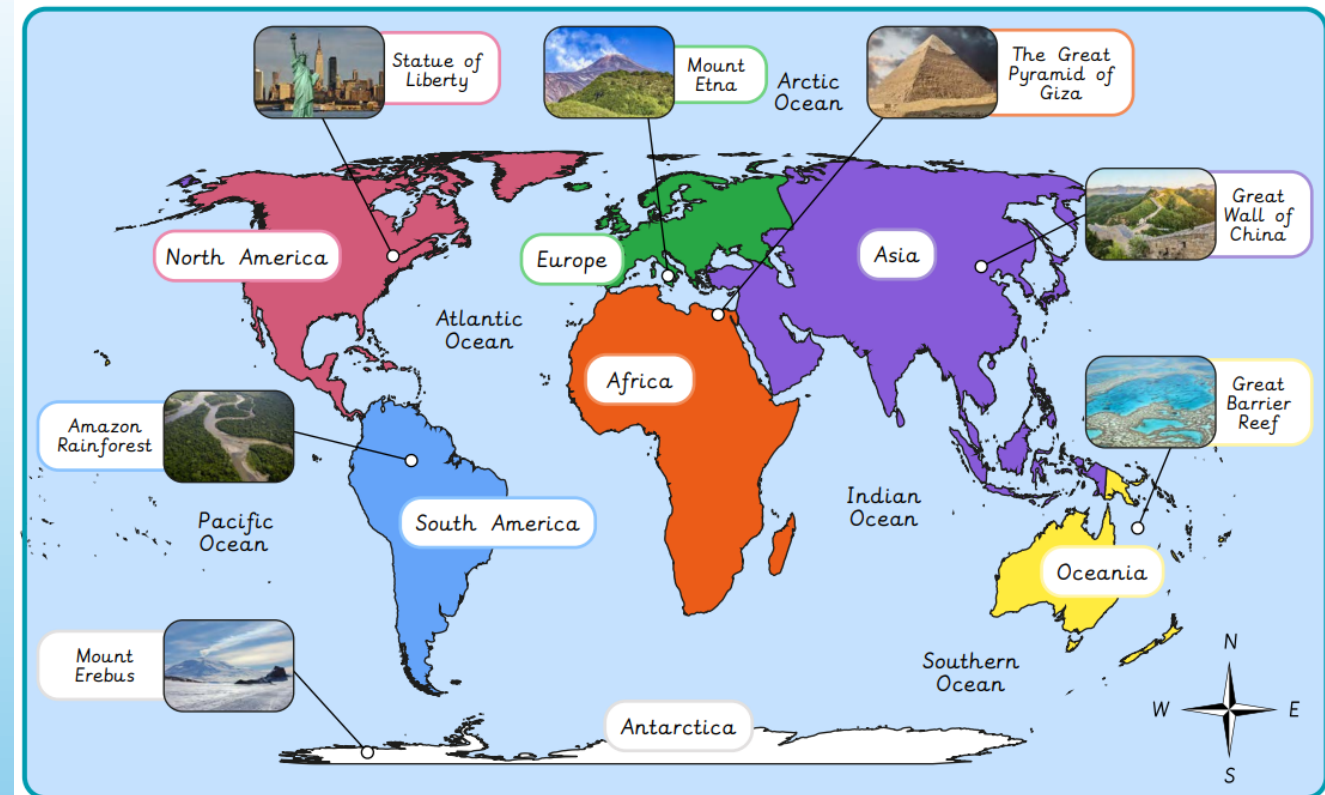 Statue of
Liberty
Mount
Etna
Arctic
Ocean
The Great
Pyramid of
Giza
Great
Wall of
China
North America
Europe
Asia
Atlantic
Ocean
Africa
Great
Barrier
Reef
Amazon
Rainforest
Pacific
Ocean
South America
Indian
Ocean
Oceania
Mount
Erebus
Southern
Ocean
Antarctica
N
W E
S